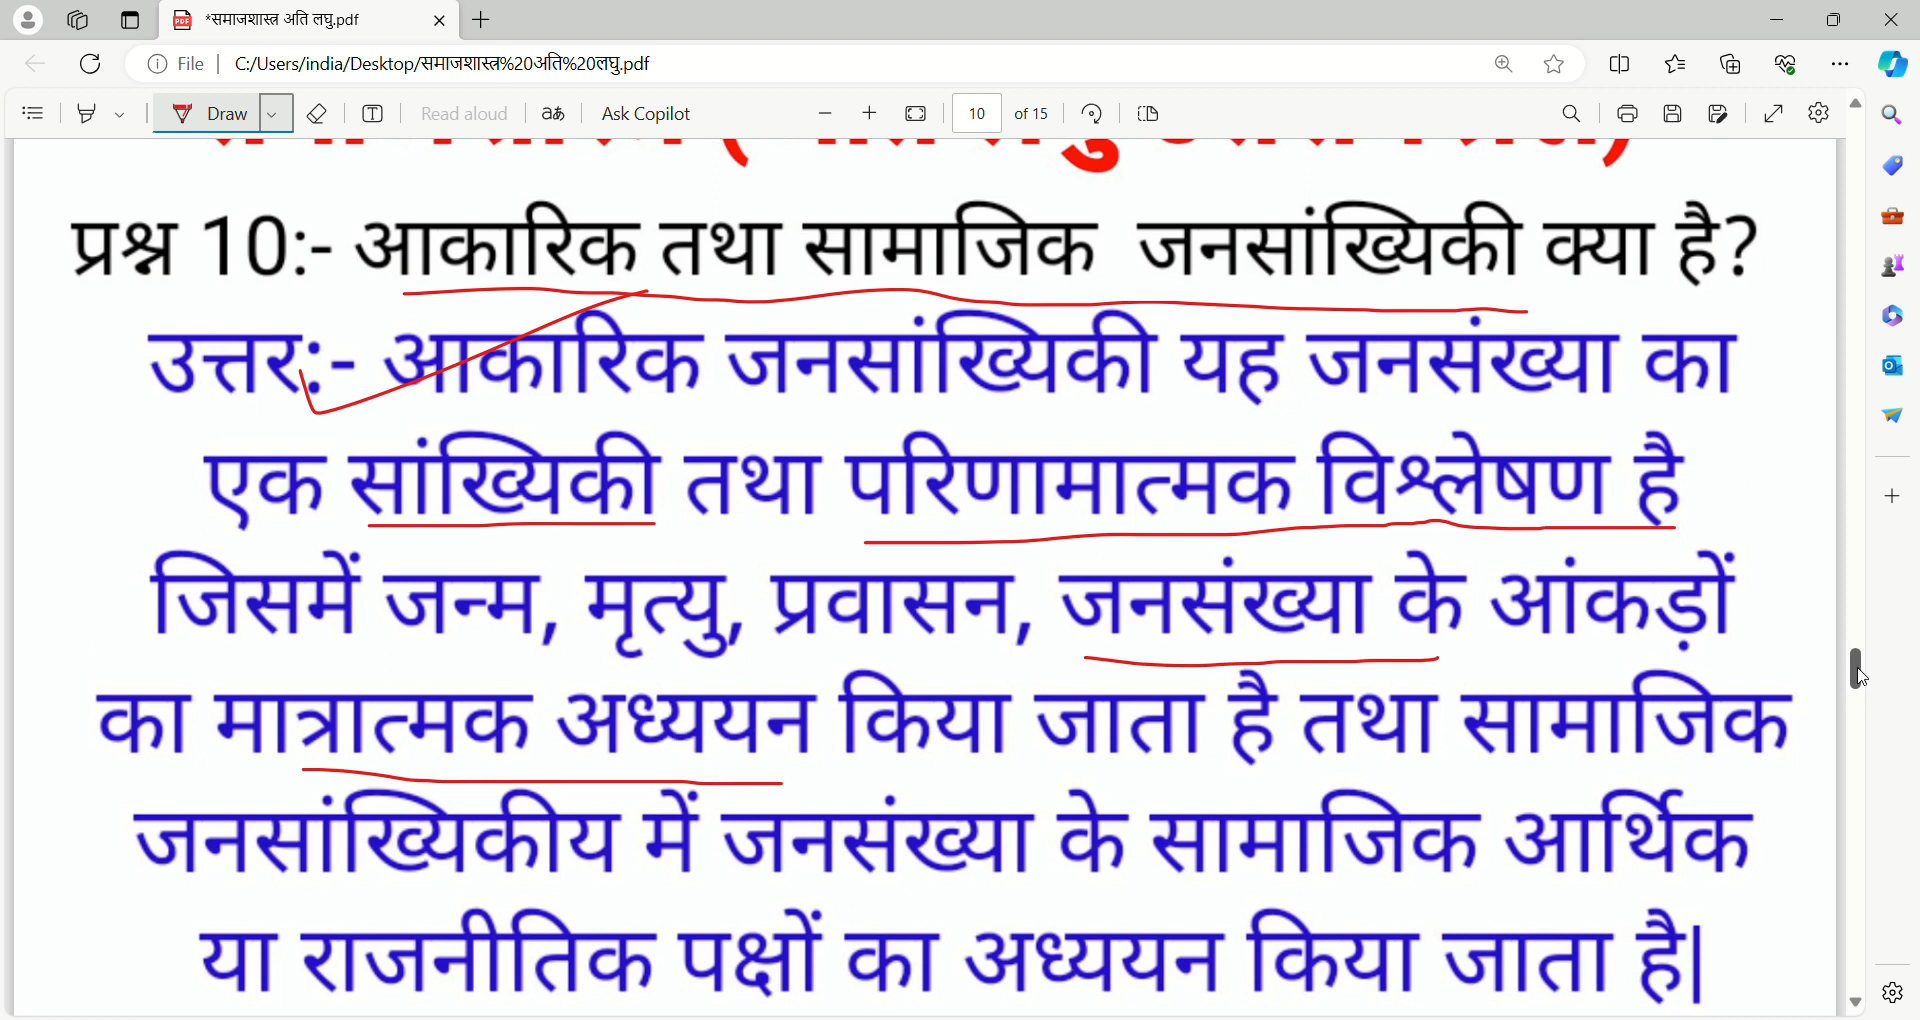 *समाजशास्त्र अति लघु.pdf
File
C:/Users/india/Desktop/समाजशास्त्र%20अति%20लघु.pdf
Draw
Read aloud
aあ
Ask Copilot
10 of 15
प्रश्न 10:- आकारिक तथा सामाजिक जनसांख्यिकी क्या है?
उत्तर:- आकारिक जनसांख्यिकी यह जनसंख्या का
एक सांख्यिकी तथा परिणामात्मक विश्लेषण है
जिसमें जन्म, मृत्यु, प्रवासन, जनसंख्या के आंकड़ों
का मात्रात्मक अध्ययन किया जाता है तथा सामाजिक
जनसांख्यिकीय में जनसंख्या के सामाजिक आर्थिक
या राजनीतिक पक्षों का अध्ययन किया जाता है|